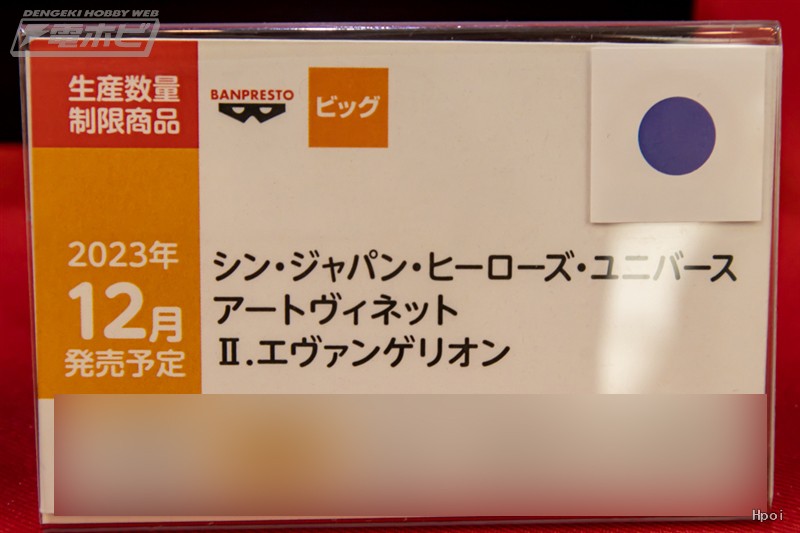 DENGEKI HOBBY WEB
電ホビ
生産数量
制限商品
BANPRESTO
ビッグ
2023年
12月
発売予定
シン・ジャパン・ヒーローズ・ユニバース
アートヴィネット
Ⅱ.エヴァンゲリオン
Hpoi